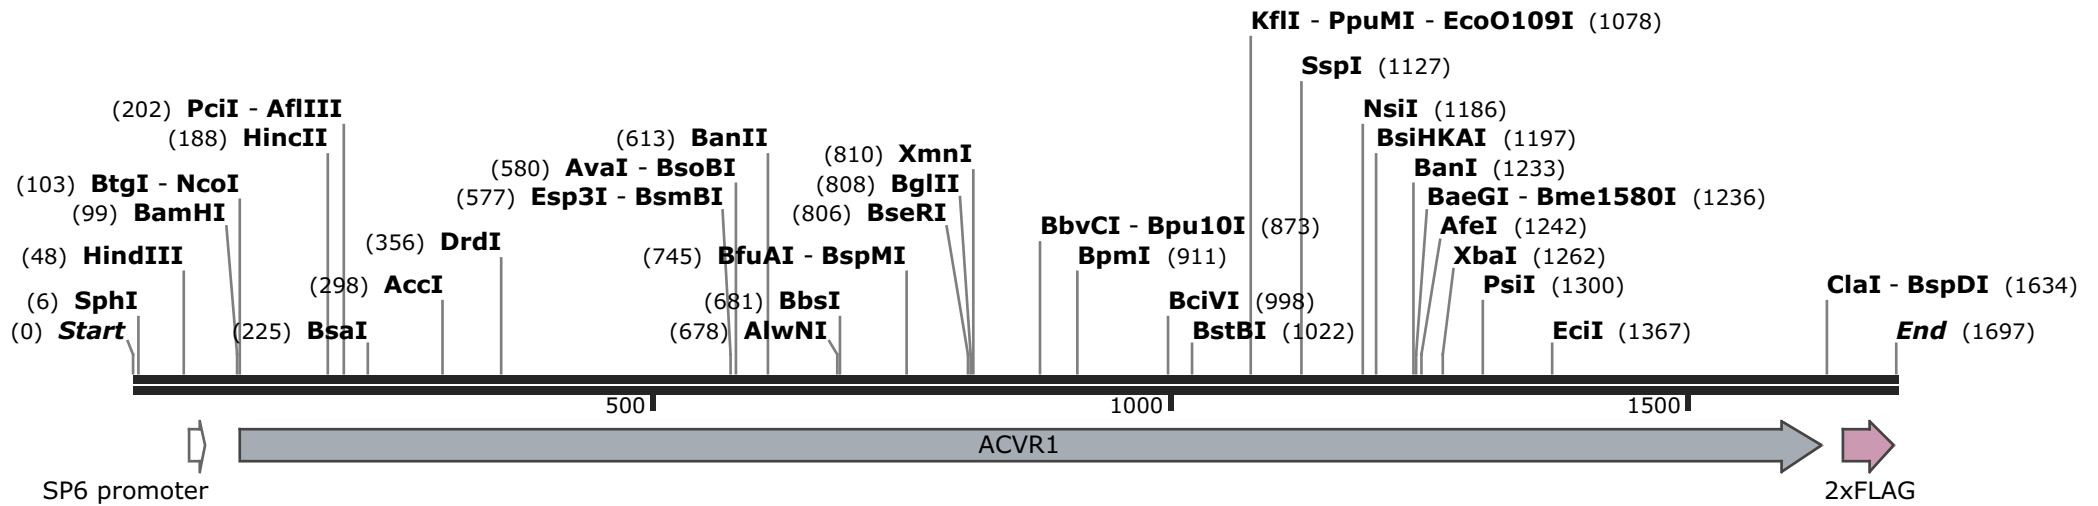 KflI - PpuMI - EcoO109I (1078)
SspI (1127)
(202) PciI - AflIII
NsiI (1186)
(188) HincII
(613) BanII
BsiHKAI (1197)
(810) XmnI
(580) AvaI - BsoBI
BanI (1233)
(103) BtgI - NcoI
(808) BglII
(577) Esp3I - BsmBI
BaeGI - Bme1580I (1236)
(99) BamHI
(806) BseRI
BbvCI - Bpu10I (873)
AfeI (1242)
(356) DrdI
(48) HindIII
(745) BfuAI - BspMI
BpmI (911)
XbaI (1262)
(298) AccI
PsiI (1300)
ClaI - BspDI (1634)
(6) SphI
(681) BbsI
BciVI (998)
(0) Start
(225) BsaI
(678) AlwNI
BstBI (1022)
EciI (1367)
End (1697)
500
1000
1500
ACVR1
SP6 promoter
2xFLAG